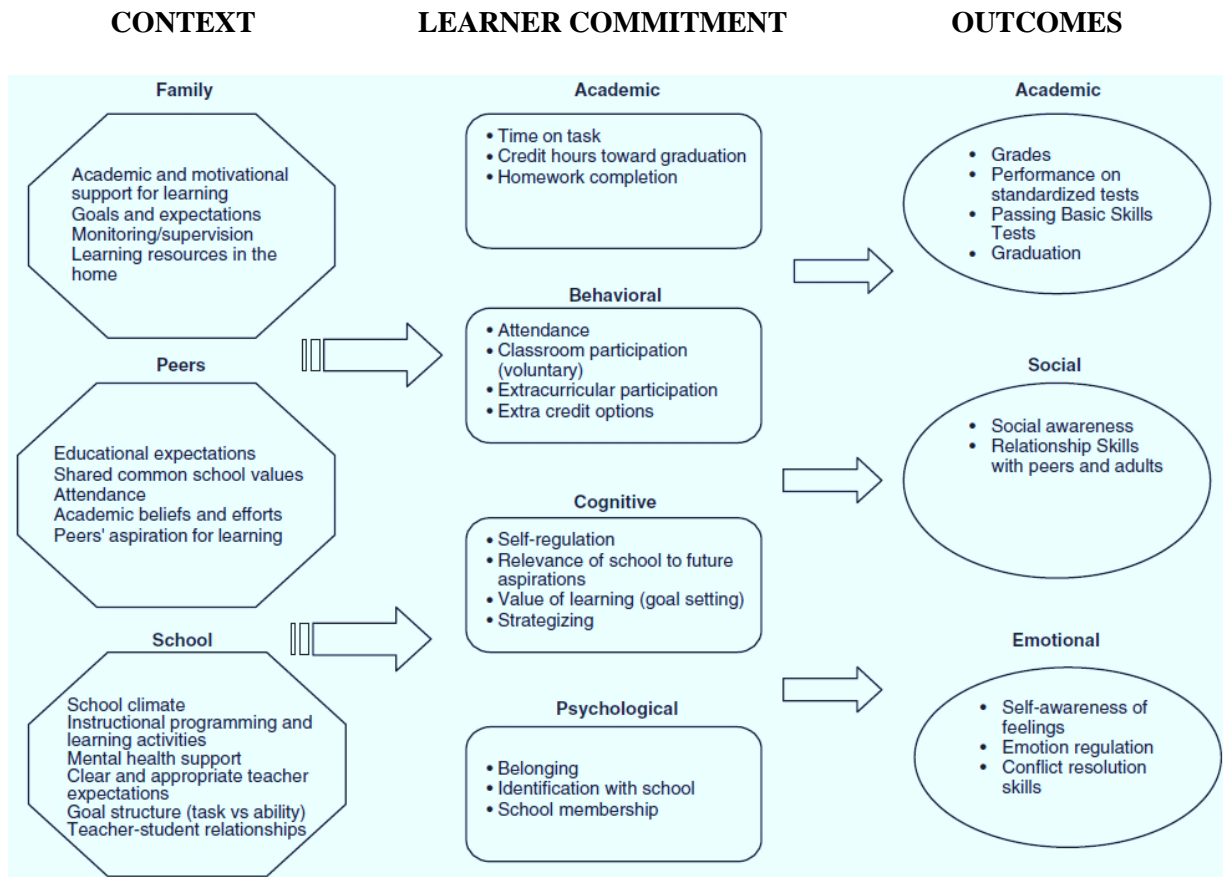 CONTEXT
LEARNER COMMITMENT
OUTCOMES
Family
Academic and motivational
support for learning
Goals and expectations
Monitoring/supervision
Learning resources in the
home
Peers
Educational expectations
Shared common school values
Attendance
Academic beliefs and efforts
Peers' aspiration for learning
School
School climate
Instructional programming and
learning activities
Mental health support
Clear and appropriate teacher
expectations
Goal structure (task vs ability)
Teacher-student relationships
Academic
• Time on task
• Credit hours toward graduation
• Homework completion
Behavioral
• Attendance
• Classroom participation
(voluntary)
• Extracurricular participation
• Extra credit options
Cognitive
• Self-regulation
• Relevance of school to future
aspirations
• Value of learning (goal setting)
• Strategizing
Psychological
• Belonging
• Identification with school
• School membership
Academic
• Grades
• Performance on
standardized tests
• Passing Basic Skills
Tests
• Graduation
Social
• Social awareness
• Relationship Skills
with peers and adults
Emotional
• Self-awareness of
feelings
• Emotion regulation
• Conflict resolution
skills